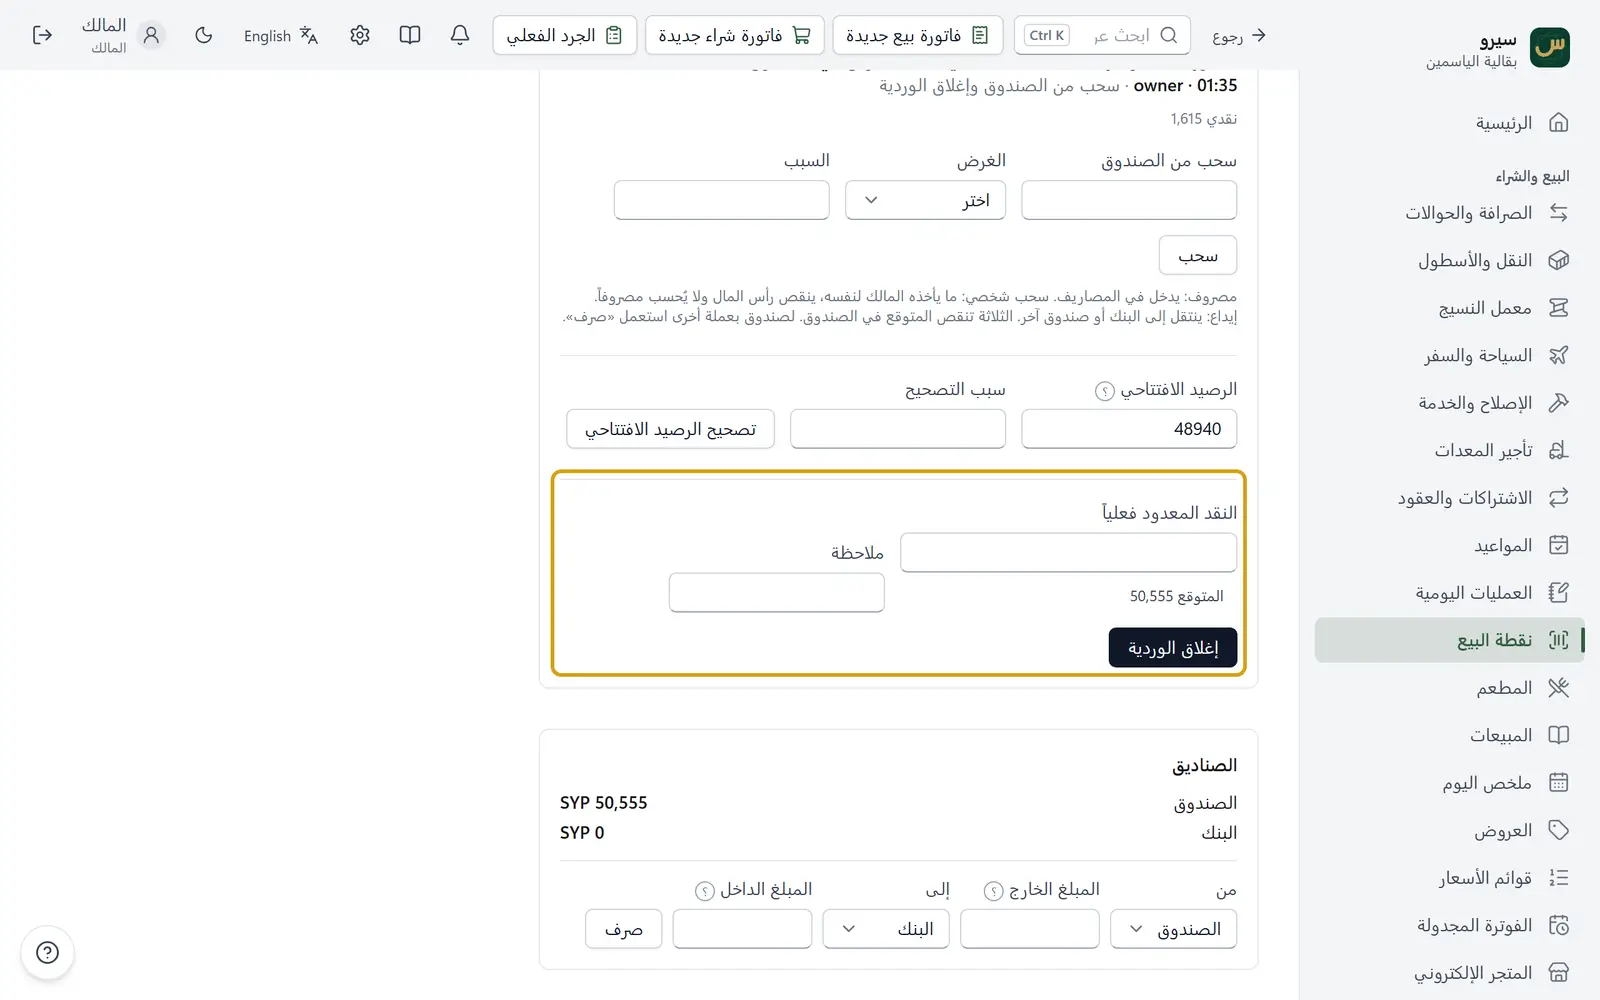 سيرو
بقالية الياسمين
رجوع
ابحث عن
Ctrl K
فاتورة بيع جديدة
فاتورة شراء جديدة
الجرد الفعلي
English
المالك
المالك
الرئيسية
البيع والشراء
الصرافة والحوالات
النقل والأسطول
معمل النسيج
السياحة والسفر
الإصلاح والخدمة
تأجير المعدات
الاشتراكات والعقود
المواعيد
العمليات اليومية
نقطة البيع
المطعم
المبيعات
ملخص اليوم
العروض
قوائم الأسعار
الفوترة المجدولة
المتجر الإلكتروني
01:35 · owner · سحب من الصندوق وإغلاق الوردية
نقدي 1,615
سحب من الصندوق
الغرض
السبب
اختر
سحب
مصروف: يدخل في المصاريف. سحب شخصي: ما يأخذه المالك لنفسه، ينقص رأس المال ولا يُحسب مصروفاً.
إيداع: ينتقل إلى البنك أو صندوق آخر. الثلاثة تنقص المتوقع في الصندوق. لصندوق بعملة أخرى استعمل «صرف».
الرصيد الافتتاحي ؟
سبب التصحيح
48940
تصحيح الرصيد الافتتاحي
النقد المعدود فعلياً
ملاحظة
المتوقع 50,555
إغلاق الوردية
الصناديق
الصندوق
SYP 50,555
البنك
SYP 0
من
المبلغ الخارج ؟
إلى
المبلغ الداخل ؟
الصندوق
البنك
صرف